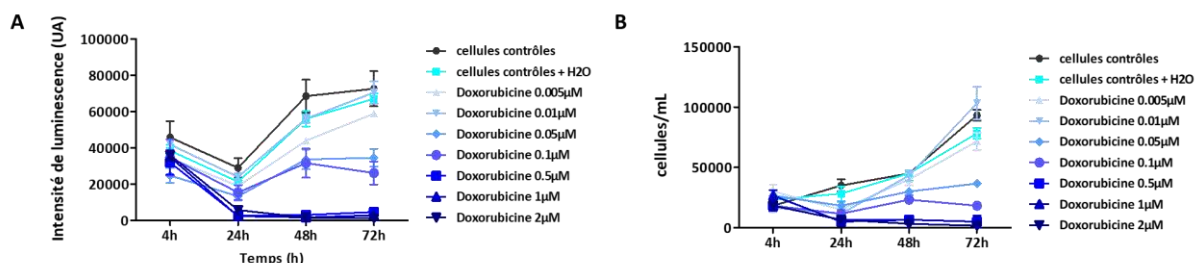 A
Intensité de luminescence (UA)
100000
80000
60000
40000
20000
0
4h
24h
48h
72h
Temps (h)
cellules contrôles
cellules contrôles + H2O
Doxorubicine 0.005µM
Doxorubicine 0.01µM
Doxorubicine 0.05µM
Doxorubicine 0.1µM
Doxorubicine 0.5µM
Doxorubicine 1µM
Doxorubicine 2µM
B
cellules/mL
150000
100000
50000
0
4h
24h
48h
72h
cellules contrôles
cellules contrôles + H2O
Doxorubicine 0.005µM
Doxorubicine 0.01µM
Doxorubicine 0.05µM
Doxorubicine 0.1µM
Doxorubicine 0.5µM
Doxorubicine 1µM
Doxorubicine 2µM